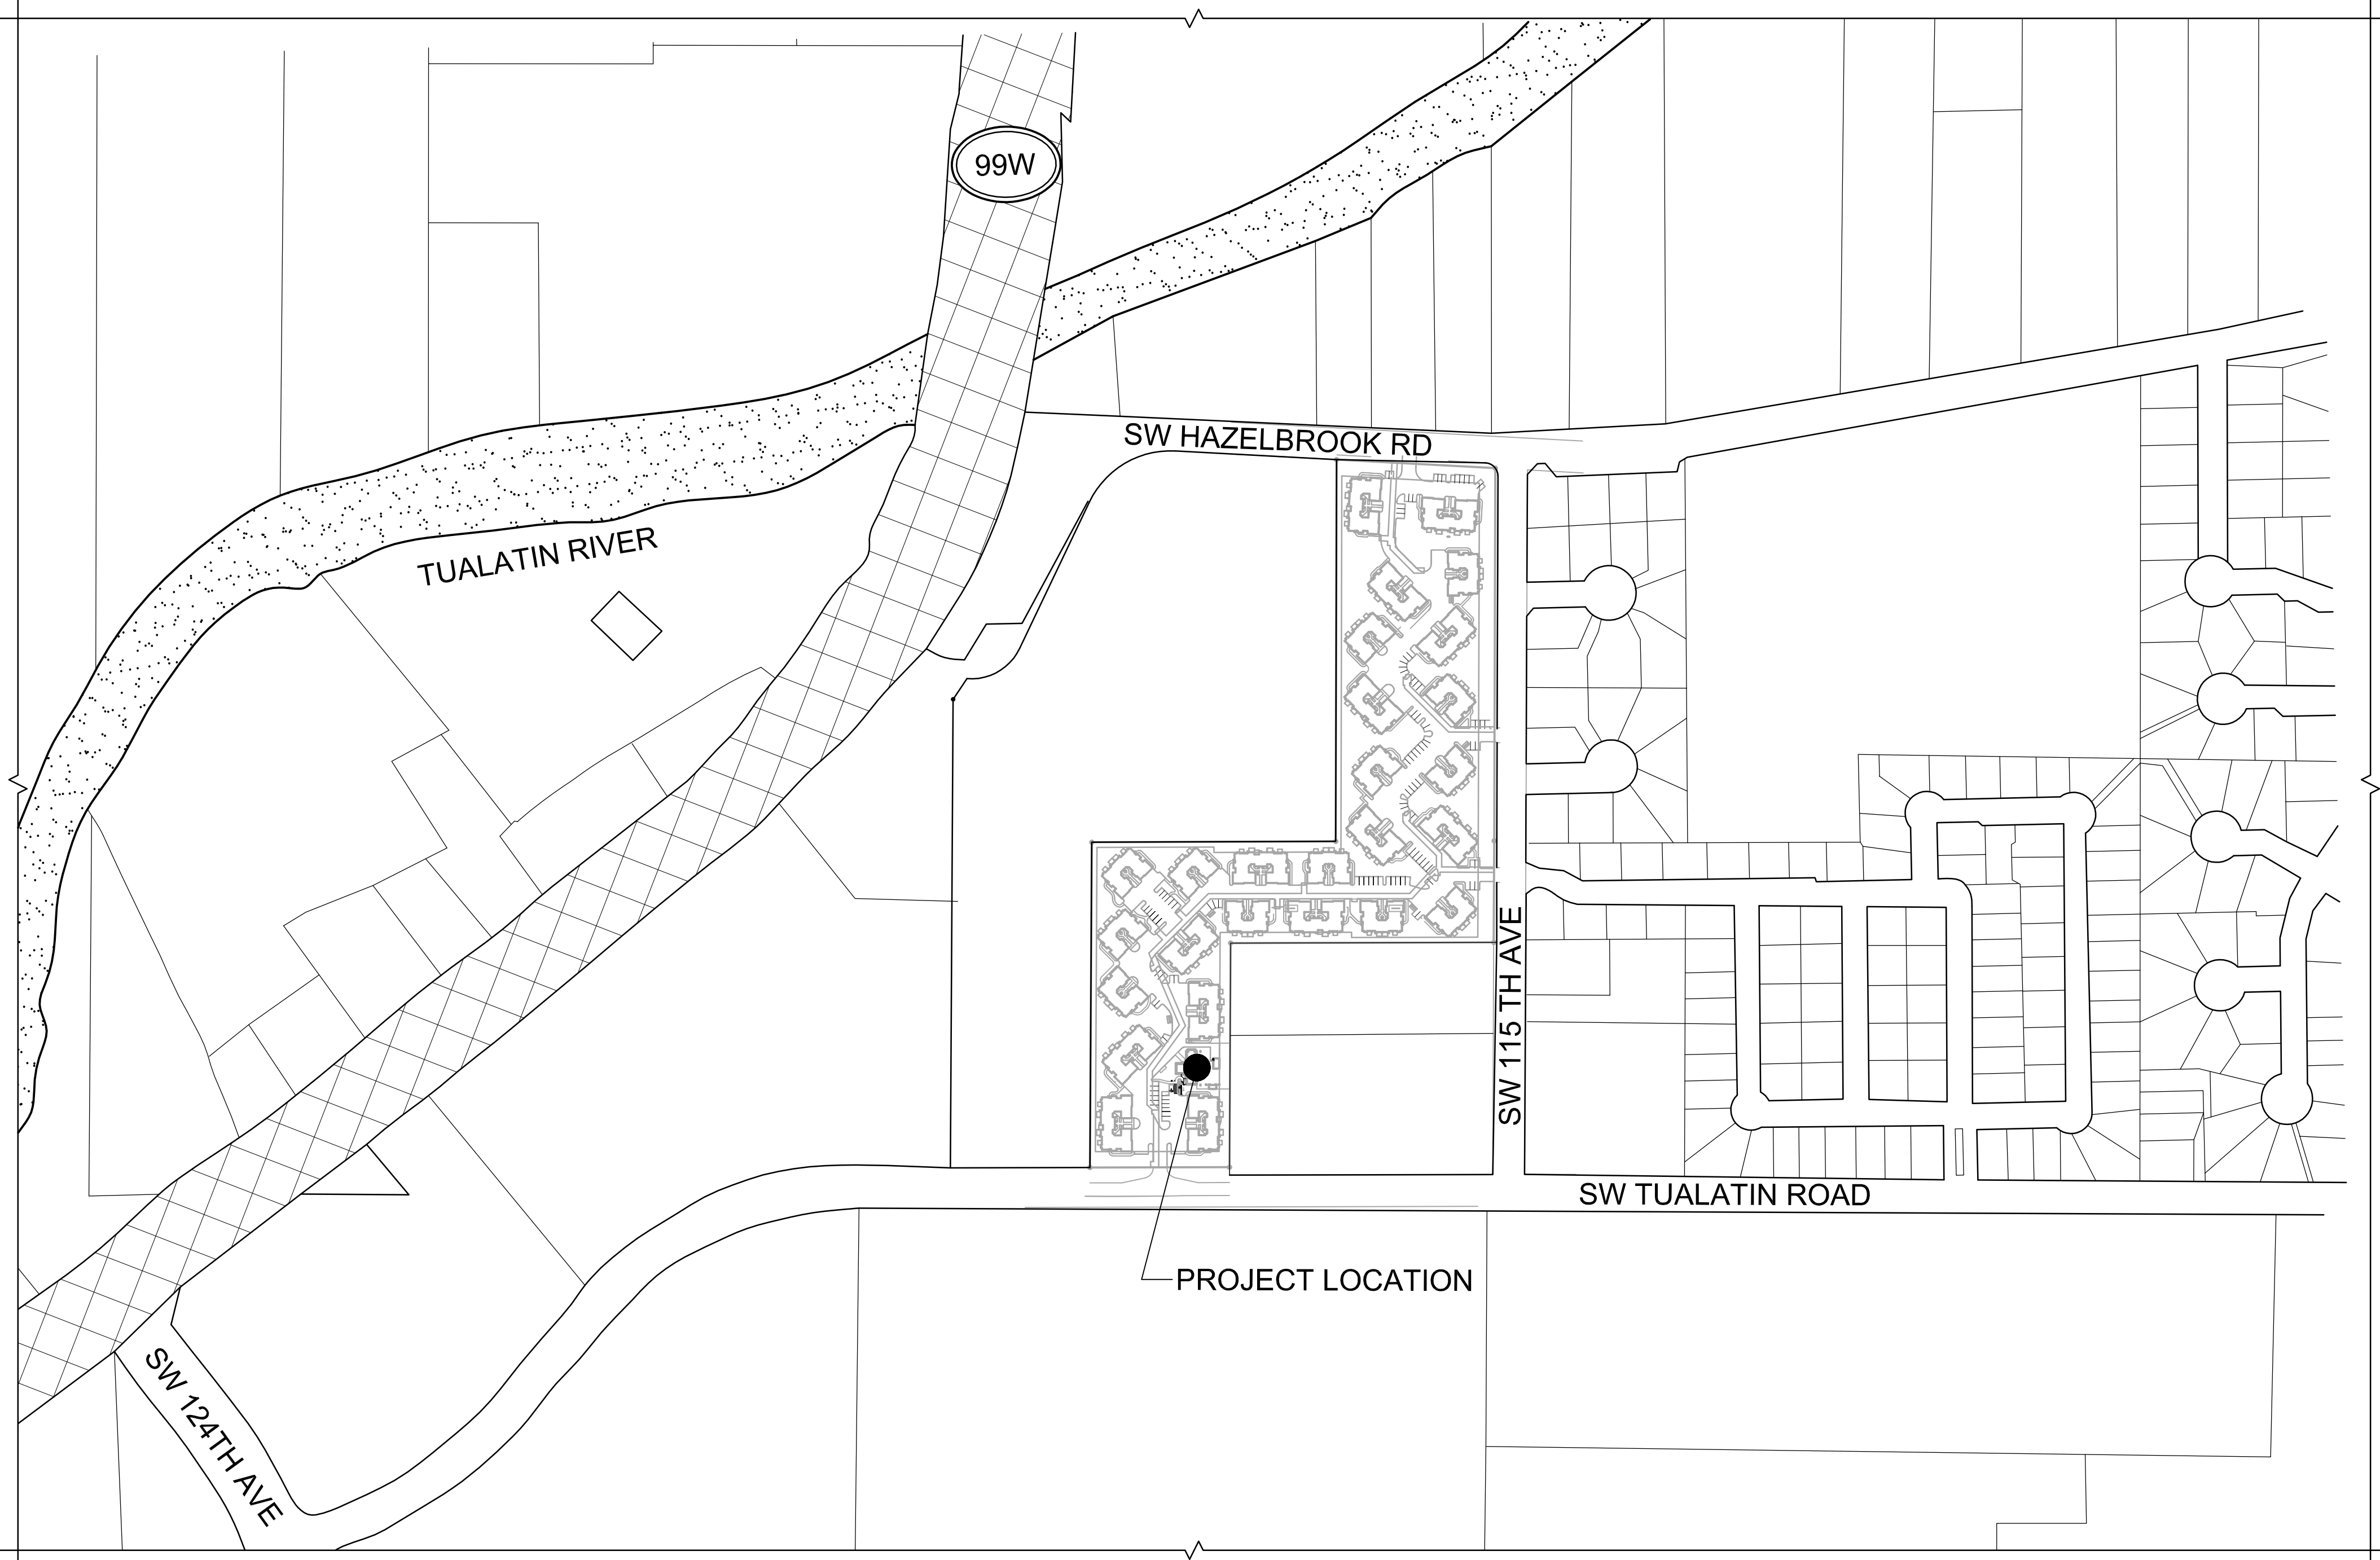 99W
SW HAZELBROOK RD
TUALATIN RIVER
SW 115 TH AVE
SW TUALATIN ROAD
PROJECT LOCATION
SW 124TH AVE